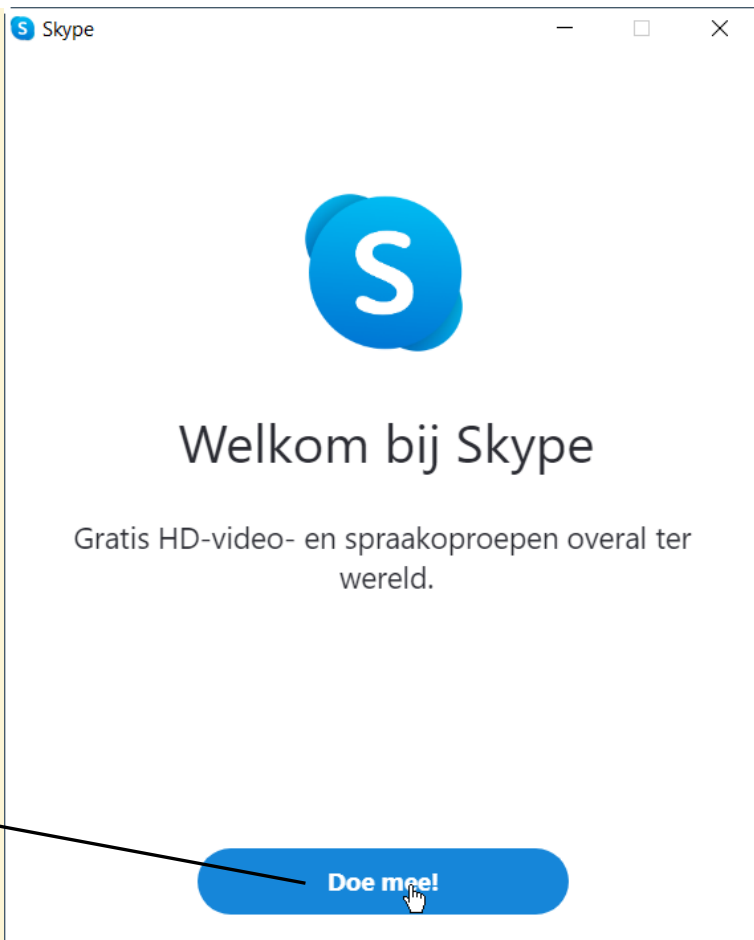 S Skype
S
Welkom bij Skype
Gratis HD-video- en spraakoproepen overal ter
wereld.
Doe mee!